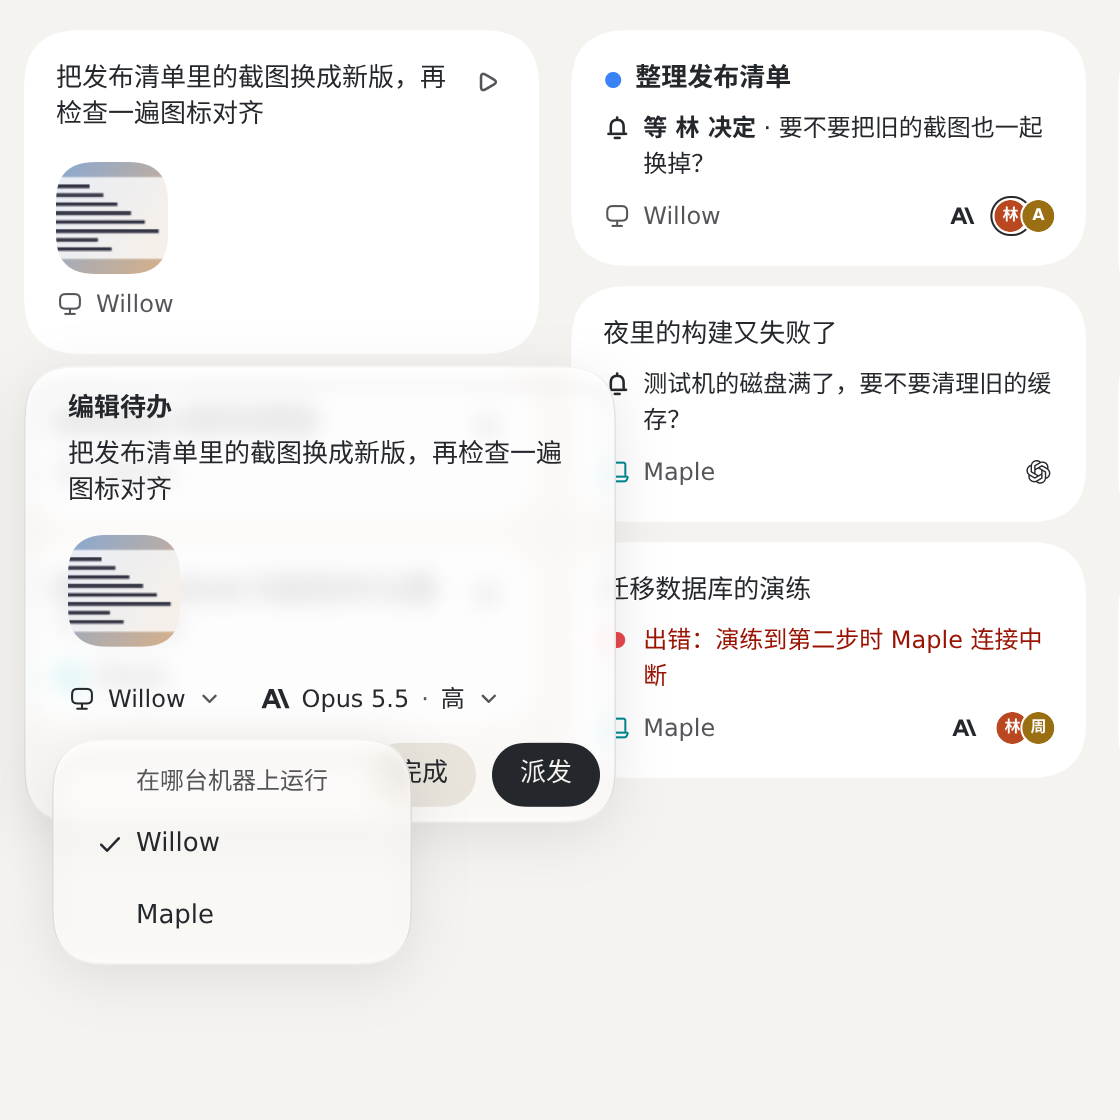 把发布清单里的截图换成新版，再
检查一遍图标对齐
Willow
编辑待办
把发布清单里的截图换成新版，再检查一遍
图标对齐
Willow
Opus 5.5 · 高
完成
派发
在哪台机器上运行
Willow
Maple
整理发布清单
等 林 决定 · 要不要把旧的截图也一起
换掉？
Willow
林
A
夜里的构建又失败了
测试机的磁盘满了，要不要清理旧的缓
存？
Maple
迁移数据库的演练
出错：演练到第二步时 Maple 连接中
断
Maple
林
周